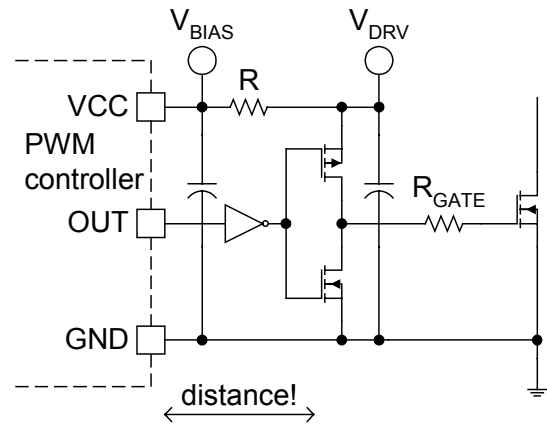 VBIAS
VDRV
R
VCC
PWM
controller
RGATE
OUT
GND
distance!